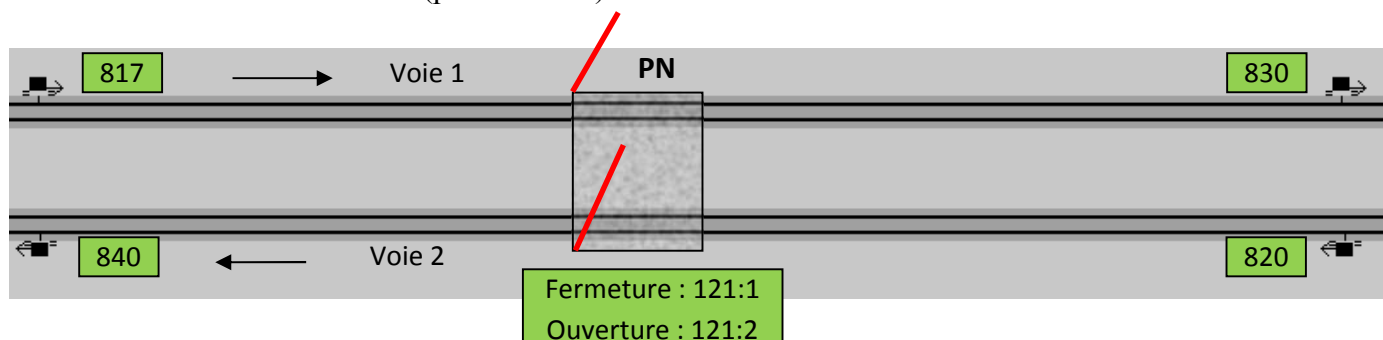 817
Voie 1
PN
830
840
Voie 2
820
Fermeture : 121:1
Ouverture : 121:2